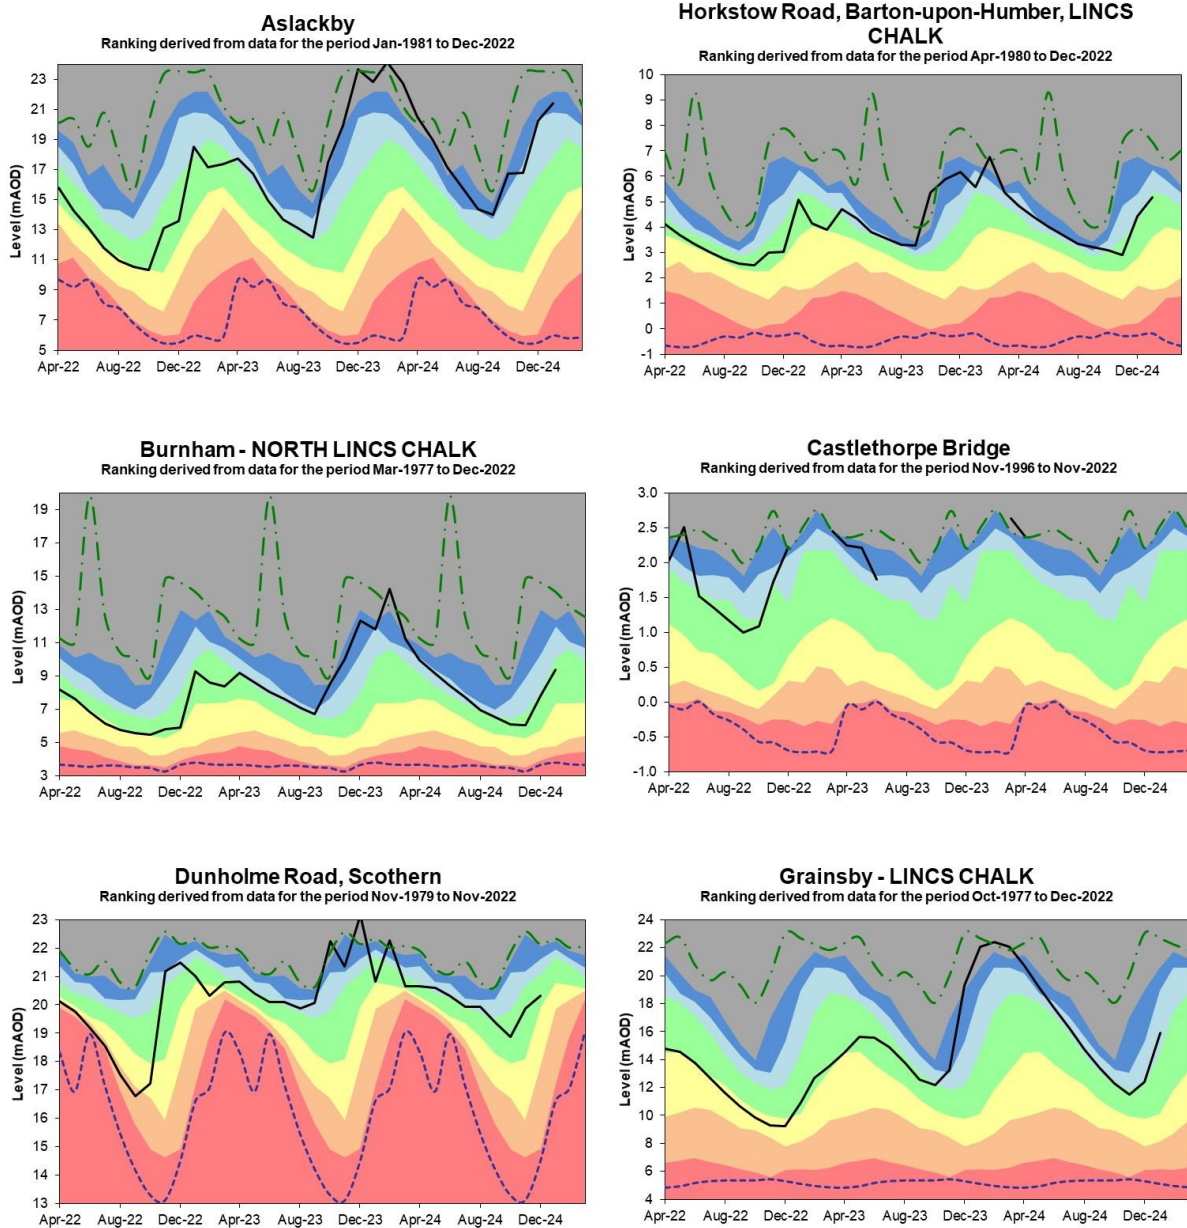 Aslackby
Ranking derived from data for the period Jan-1981 to Dec-2022
Level (mAOD)
23
21
19
17
15
13
11
9
7
5
Apr-22 Aug-22 Dec-22 Apr-23 Aug-23 Dec-23 Apr-24 Aug-24 Dec-24
Horkstow Road, Barton-upon-Humber, LINCS
CHALK
Ranking derived from data for the period Apr-1980 to Dec-2022
Level (mAOD)
10
9
8
7
6
5
4
3
2
1
0
-1
Apr-22 Aug-22 Dec-22 Apr-23 Aug-23 Dec-23 Apr-24 Aug-24 Dec-24
Burnham - NORTH LINCS CHALK
Ranking derived from data for the period Mar-1977 to Dec-2022
Level (mAOD)
19
17
15
13
11
9
7
5
3
Apr-22 Aug-22 Dec-22 Apr-23 Aug-23 Dec-23 Apr-24 Aug-24 Dec-24
Castlethorpe Bridge
Ranking derived from data for the period Nov-1996 to Nov-2022
Level (mAOD)
3.0
2.5
2.0
1.5
1.0
0.5
0.0
-0.5
-1.0
Apr-22 Aug-22 Dec-22 Apr-23 Aug-23 Dec-23 Apr-24 Aug-24 Dec-24
Dunholme Road, Scothern
Ranking derived from data for the period Nov-1979 to Nov-2022
Level (mAOD)
23
22
21
20
19
18
17
16
15
14
13
Apr-22 Aug-22 Dec-22 Apr-23 Aug-23 Dec-23 Apr-24 Aug-24 Dec-24
Grainsby - LINCS CHALK
Ranking derived from data for the period Oct-1977 to Dec-2022
Level (mAOD)
24
22
20
18
16
14
12
10
8
6
4
Apr-22 Aug-22 Dec-22 Apr-23 Aug-23 Dec-23 Apr-24 Aug-24 Dec-24